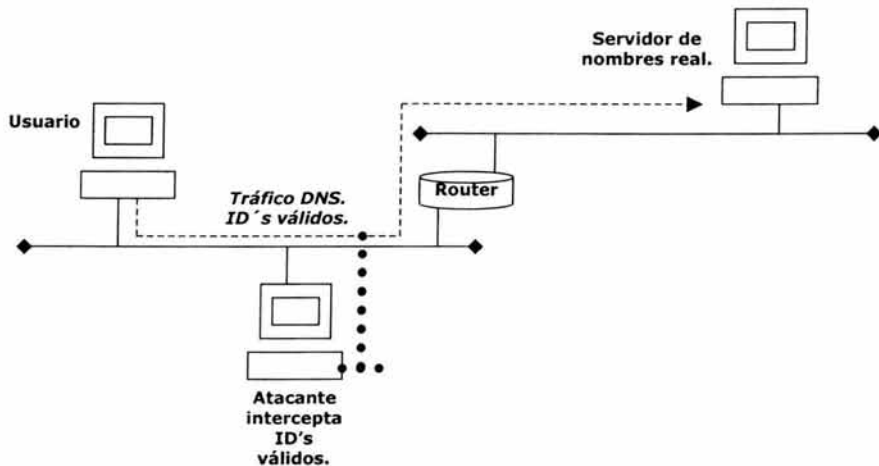 Servidor de
nombres real.
Usuario
Router
Tráfico DNS.
ID´s válidos.
Atacante
intercepta
ID's
válidos.